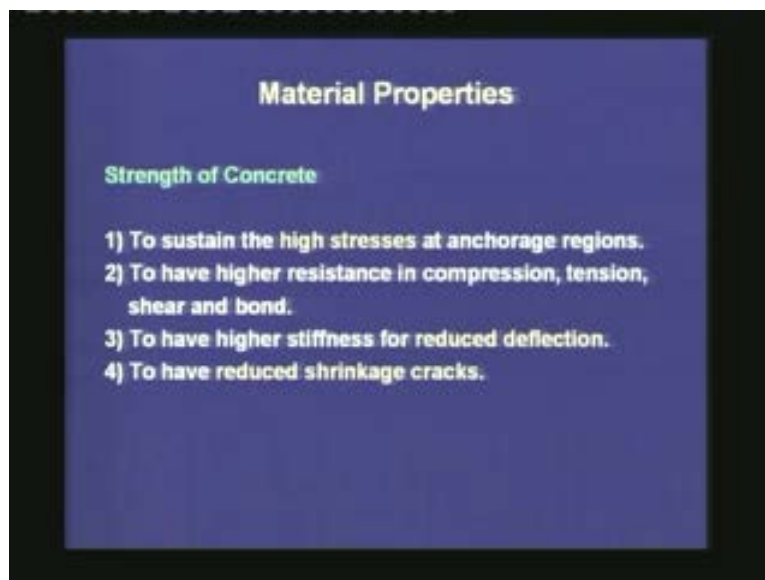 Material Properties
Strength of Concrete
1) To sustain the high stresses at anchorage regions.
2) To have higher resistance in compression, tension,
shear and bond.
3) To have higher stiffness for reduced deflection.
4) To have reduced shrinkage cracks.